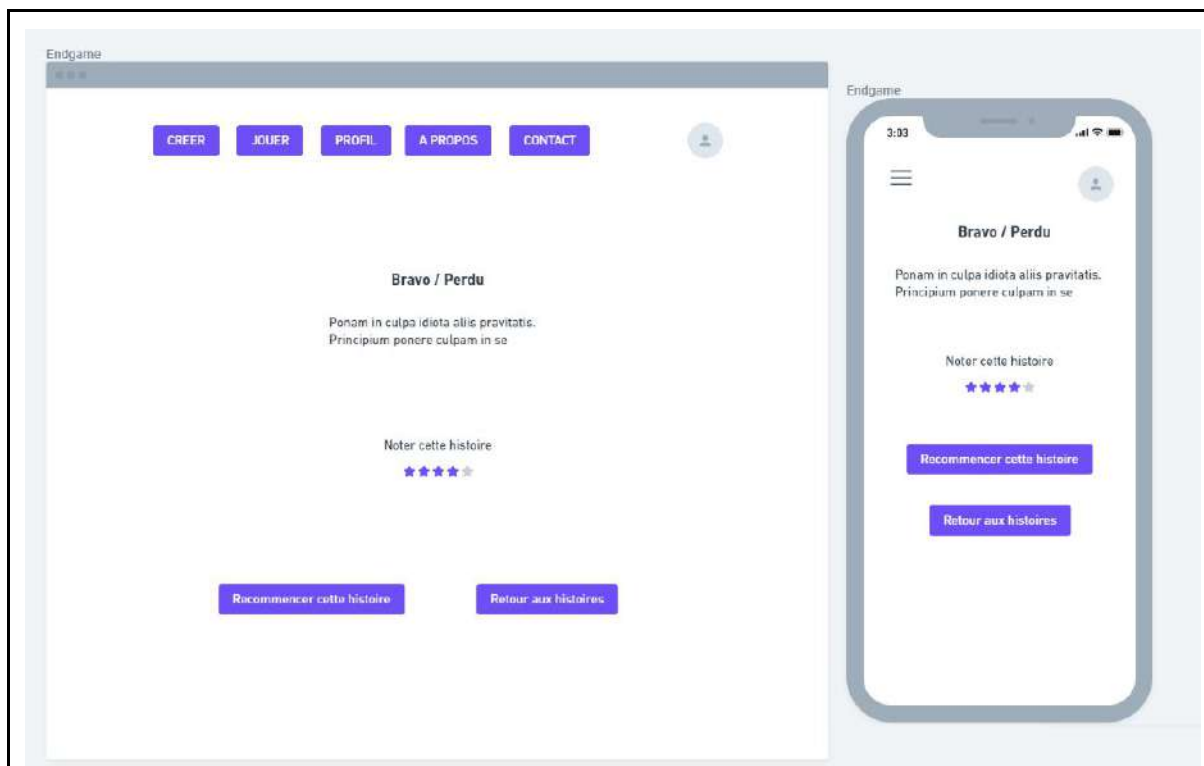 Endgame
CREER
JOUER
PROFIL
A PROPOS
CONTACT
Bravo / Perdu
Ponam in culpa idiota aliis pravitatis.
Principium ponere culpam in se
Noter cette histoire
Recommencer cette histoire
Retour aux histoires
Endgame
3:03
Bravo / Perdu
Ponam in culpa idiota aliis pravitatis.
Principium ponere culpam in se
Noter cette histoire
Recommencer cette histoire
Retour aux histoires